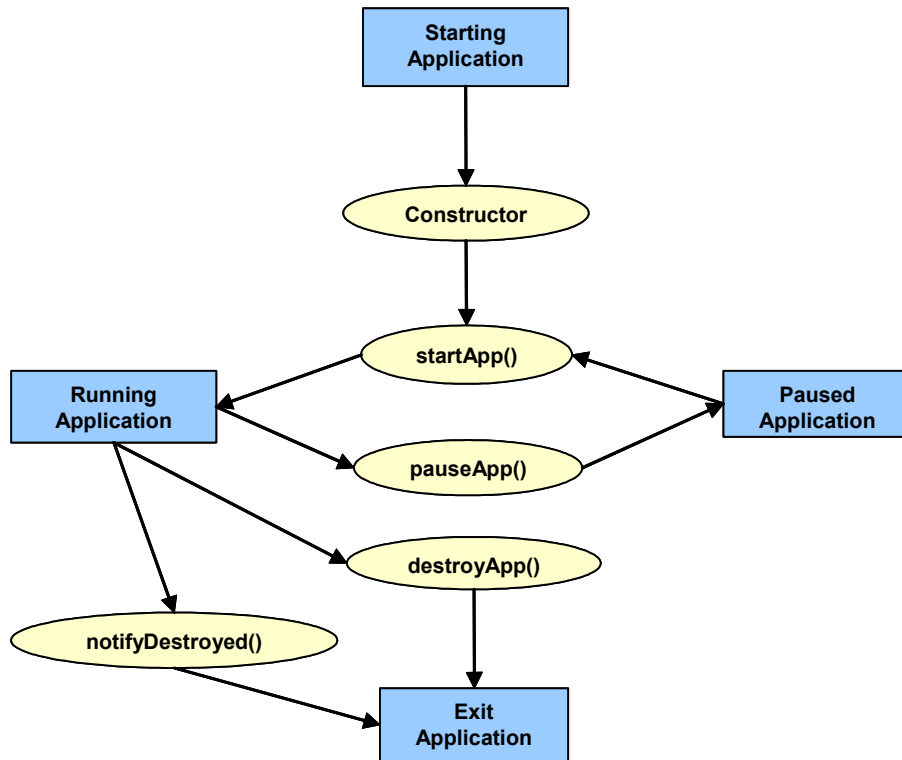 Starting
Application
Constructor
startApp()
Running
Application
Paused
Application
pauseApp()
destroyApp()
notifyDestroyed()
Exit
Application